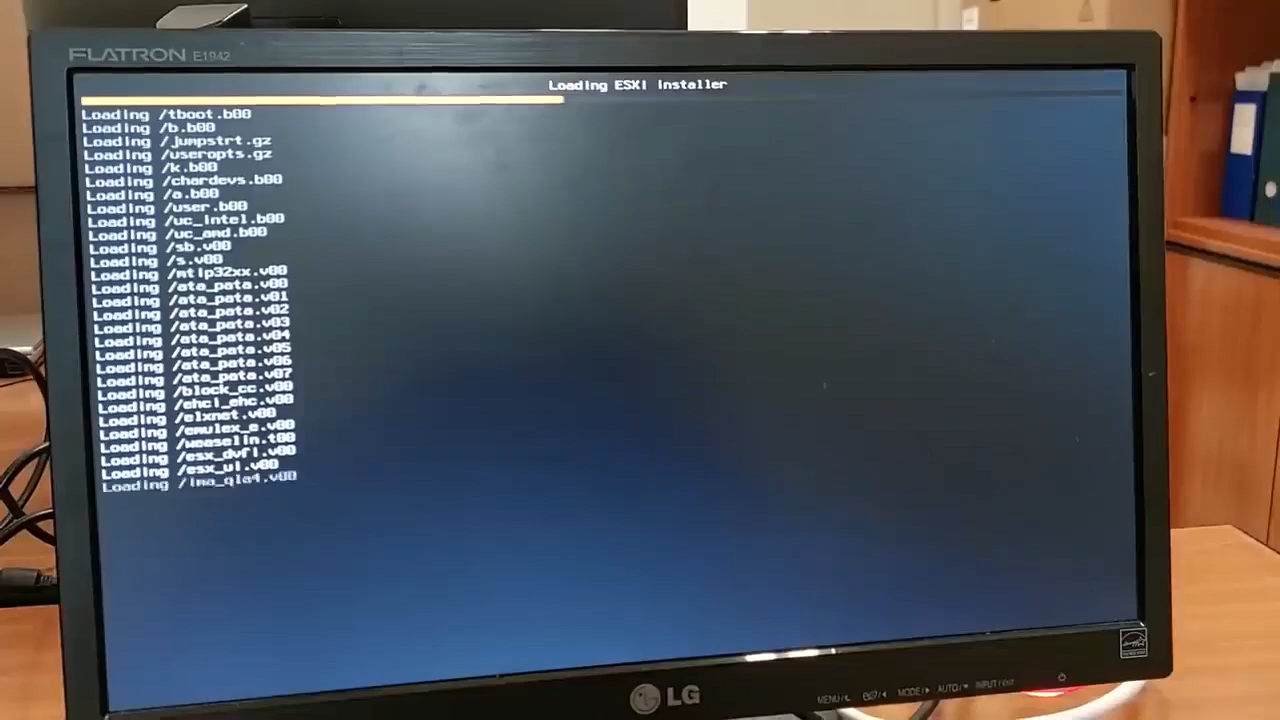 FLATRON E1942
Loading ESXi installer
Loading /tboot.b00
Loading /b.b00
Loading /jumpstrt.gz
Loading /useropts.gz
Loading /k.b00
Loading /chardevs.b00
Loading /a.b00
Loading /user.b00
Loading /uc_intel.b00
Loading /uc_amd.b00
Loading /sb.v00
Loading /s.v00
Loading /mtip32xx.v00
Loading /ata_pata.v00
Loading /ata_pata.v01
Loading /ata_pata.v02
Loading /ata_pata.v03
Loading /ata_pata.v04
Loading /ata_pata.v05
Loading /ata_pata.v06
Loading /ata_pata.v07
Loading /block_cc.v00
Loading /ehci_ehc.v00
Loading /elxnet.v00
Loading /emulex_e.v00
Loading /weaselin.t00
Loading /esx_dvfi.v00
Loading /esx_ui.v00
Loading /ima_qla4.v00
LG
MENU/ MODE/ AUTO/ INPUT/